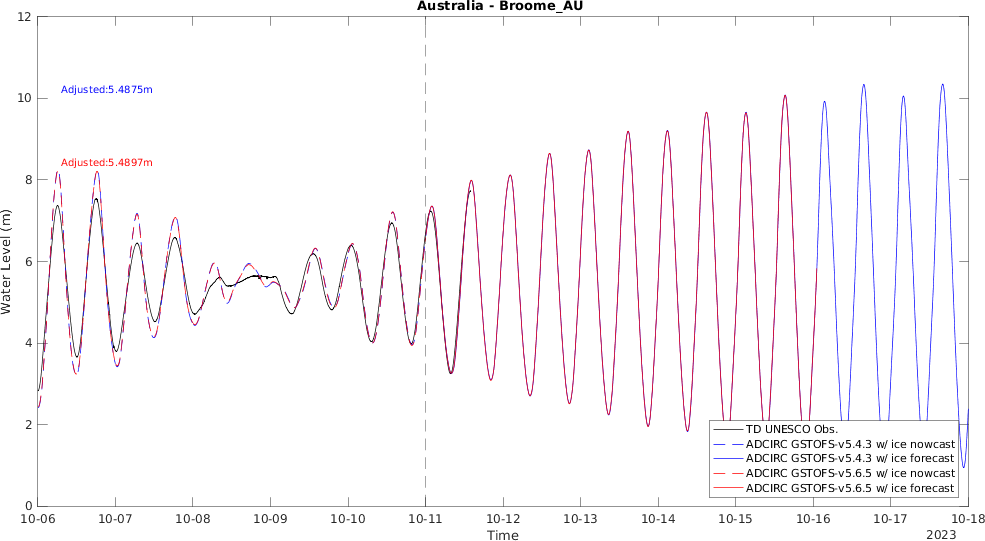 Australia - Broome_AU
12
10
8
6
4
2
0
Water Level (m)
Adjusted:5.4875m
Adjusted:5.4897m
TD UNESCO Obs.
ADCIRC GSTOFS-v5.4.3 w/ ice nowcast
ADCIRC GSTOFS-v5.4.3 w/ ice forecast
ADCIRC GSTOFS-v5.6.5 w/ ice nowcast
ADCIRC GSTOFS-v5.6.5 w/ ice forecast
10-06 10-07 10-08 10-09 10-10 10-11 10-12 10-13 10-14 10-15 10-16 10-17 10-18
Time
2023